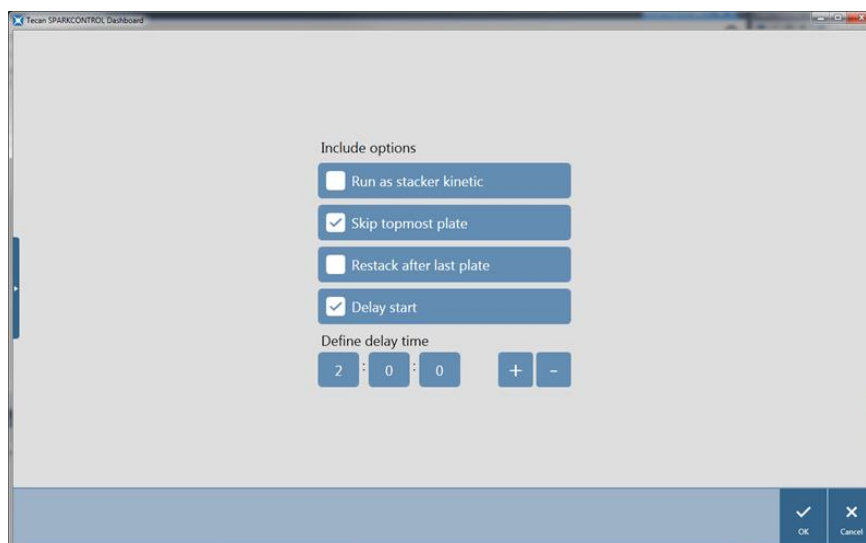 Tecan SPARKCONTROL Dashboard
Include options
Run as stacker kinetic
Skip topmost plate
Restack after last plate
Delay start
Define delay time
2 : 0 : 0 + -
OK Cancel